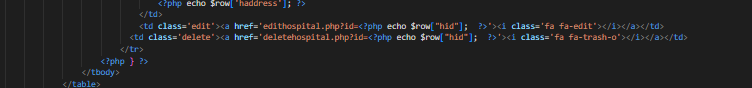 <?php echo $row['haddress']; ?>
</td>
<td class='edit'><a href='edithospital.php?id=<?php echo $row["hid"];  ?>'><i class='fa fa-edit'></i></a></td>
<td class='delete'><a href='deletehospital.php?id=<?php echo $row["hid"];  ?>'><i class='fa fa-trash-o'></i></a></td>
</tr>
<?php } ?>
</tbody>
</table>